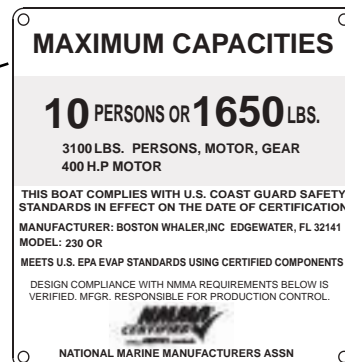 MAXIMUM CAPACITIES
10 PERSONS OR 1650 LBS.
3100 LBS. PERSONS, MOTOR, GEAR
400 H.P MOTOR
THIS BOAT COMPLIES WITH U.S. COAST GUARD SAFETY
STANDARDS IN EFFECT ON THE DATE OF CERTIFICATION
MANUFACTURER: BOSTON WHALER,INC EDGEWATER, FL 32141
MODEL: 230 OR
MEETS U.S. EPA EVAP STANDARDS USING CERTIFIED COMPONENTS
DESIGN COMPLIANCE WITH NMMA REQUIREMENTS BELOW IS
VERIFIED. MFGR. RESPONSIBLE FOR PRODUCTION CONTROL.
NMMA
CERTIFIED
NATIONAL MARINE MANUFACTURERS ASSN